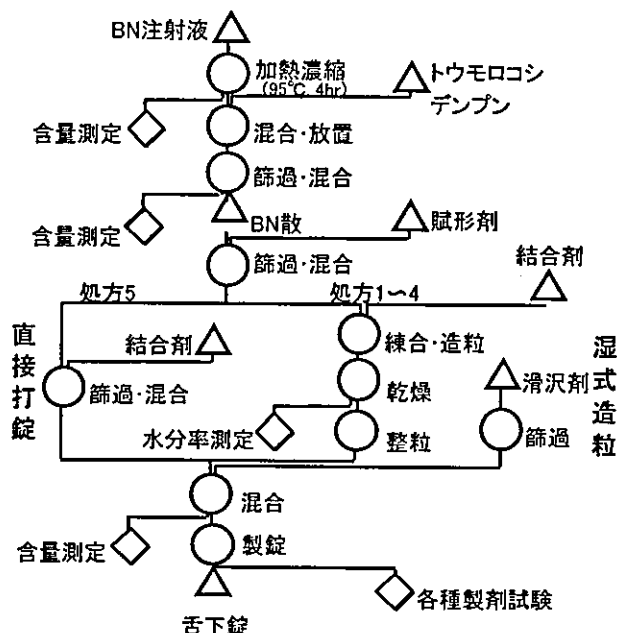 BN注射液
加熱濃縮
(95℃, 4hr)
トウモロコシ
デンプン
含量測定
混合・放置
篩過・混合
含量測定
BN散
賦形剤
篩過・混合
結合剤
処方5
処方1〜4
直接打錠
結合剤
練合・造粒
湿式造粒
滑沢剤
篩過・混合
乾燥
水分率測定
整粒
篩過
混合
含量測定
製錠
各種製剤試験
舌下錠